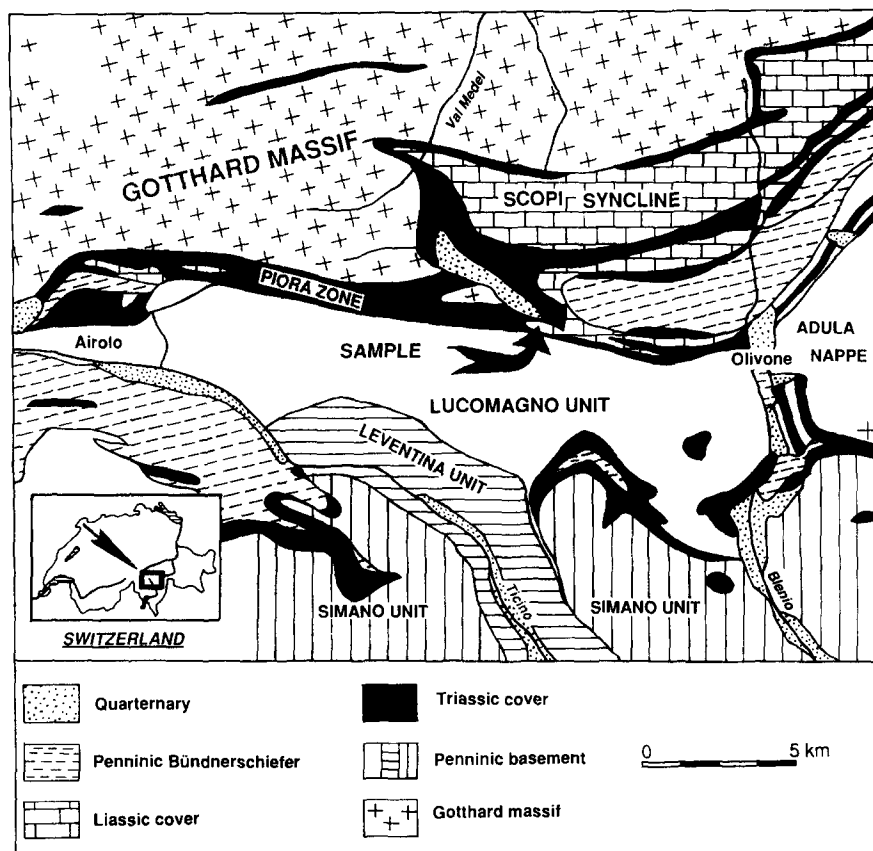 Val Medel
GOTTHARD MASSIF
SCOPI SYNCLINE
PIORA ZONE
Airolo
SAMPLE
ADULA
NAPPE
Olivone
LUCOMAGNO UNIT
LEVENTINA UNIT
SIMANO UNIT
Ticino
SIMANO UNIT
Blenio
SWITZERLAND
Quarternary
Triassic cover
Penninic Bündnerschiefer
Penninic basement
0 5 km
Liassic cover
Gotthard massif